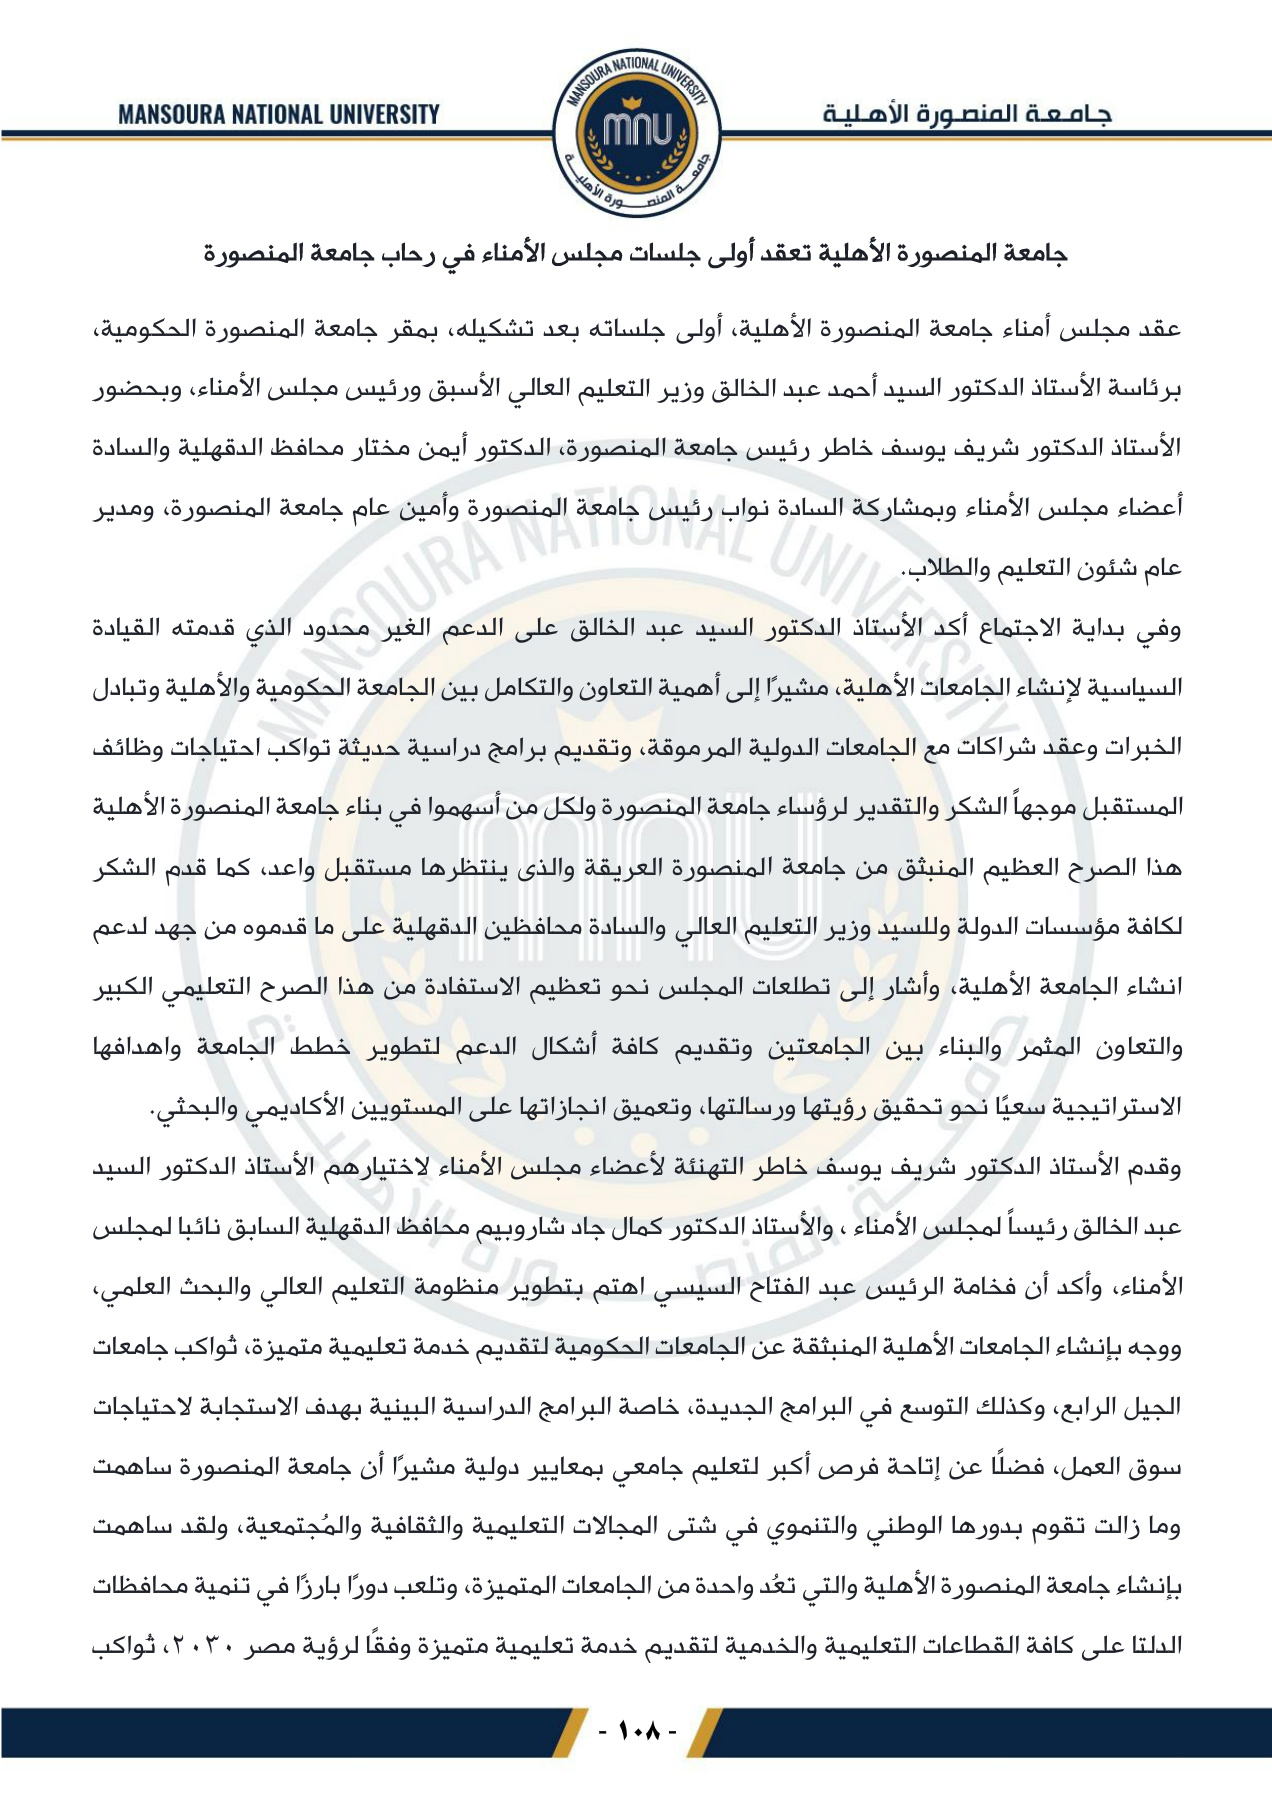 MANSOURA NATIONAL UNIVERSITY
MANSOURA NATIONAL UNIVERSITY
mnu
جامعـة المنصـــورة الأهليـــة
جـامـعـة المنصـورة الأهـلـيـة
جامعة المنصورة الأهلية تعقد أولى جلسات مجلس الأمناء في رحاب جامعة المنصورة
عقد مجلس أمناء جامعة المنصورة الأهلية، أولى جلساته بعد تشكيله، بمقر جامعة المنصورة الحكومية،
برئاسة الأستاذ الدكتور السيد أحمد عبد الخالق وزير التعليم العالي الأسبق ورئيس مجلس الأمناء، وبحضور
الأستاذ الدكتور شريف يوسف خاطر رئيس جامعة المنصورة، الدكتور أيمن مختار محافظ الدقهلية والسادة
أعضاء مجلس الأمناء وبمشاركة السادة نواب رئيس جامعة المنصورة وأمين عام جامعة المنصورة، ومدير
عام شئون التعليم والطلاب.
وفي بداية الاجتماع أكد الأستاذ الدكتور السيد عبد الخالق على الدعم الغير محدود الذي قدمته القيادة
السياسية لإنشاء الجامعات الأهلية، مشيرًا إلى أهمية التعاون والتكامل بين الجامعة الحكومية والأهلية وتبادل
الخبرات وعقد شراكات مع الجامعات الدولية المرموقة، وتقديم برامج دراسية حديثة تواكب احتياجات وظائف
المستقبل موجهاً الشكر والتقدير لرؤساء جامعة المنصورة ولكل من أسهموا في بناء جامعة المنصورة الأهلية
هذا الصرح العظيم المنبثق من جامعة المنصورة العريقة والذى ينتظرها مستقبل واعد، كما قدم الشكر
لكافة مؤسسات الدولة وللسيد وزير التعليم العالي والسادة محافظين الدقهلية على ما قدموه من جهد لدعم
انشاء الجامعة الأهلية، وأشار إلى تطلعات المجلس نحو تعظيم الاستفادة من هذا الصرح التعليمي الكبير
والتعاون المثمر والبناء بين الجامعتين وتقديم كافة أشكال الدعم لتطوير خطط الجامعة واهدافها
الاستراتيجية سعيًا نحو تحقيق رؤيتها ورسالتها، وتعميق انجازاتها على المستويين الأكاديمي والبحثي.
وقدم الأستاذ الدكتور شريف يوسف خاطر التهنئة لأعضاء مجلس الأمناء لاختيارهم الأستاذ الدكتور السيد
عبد الخالق رئيساً لمجلس الأمناء ، والأستاذ الدكتور كمال جاد شاروبيم محافظ الدقهلية السابق نائبا لمجلس
الأمناء، وأكد أن فخامة الرئيس عبد الفتاح السيسي اهتم بتطوير منظومة التعليم العالي والبحث العلمي،
ووجه بإنشاء الجامعات الأهلية المنبثقة عن الجامعات الحكومية لتقديم خدمة تعليمية متميزة، تُواكب جامعات
الجيل الرابع، وكذلك التوسع في البرامج الجديدة، خاصة البرامج الدراسية البينية بهدف الاستجابة لاحتياجات
سوق العمل، فضلًا عن إتاحة فرص أكبر لتعليم جامعي بمعايير دولية مشيرًا أن جامعة المنصورة ساهمت
وما زالت تقوم بدورها الوطني والتنموي في شتى المجالات التعليمية والثقافية والمُجتمعية، ولقد ساهمت
بإنشاء جامعة المنصورة الأهلية والتي تعُد واحدة من الجامعات المتميزة، وتلعب دورًا بارزًا في تنمية محافظات
الدلتا على كافة القطاعات التعليمية والخدمية لتقديم خدمة تعليمية متميزة وفقًا لرؤية مصر ٢٠٣٠، تُواكب
- ١٠٨ -